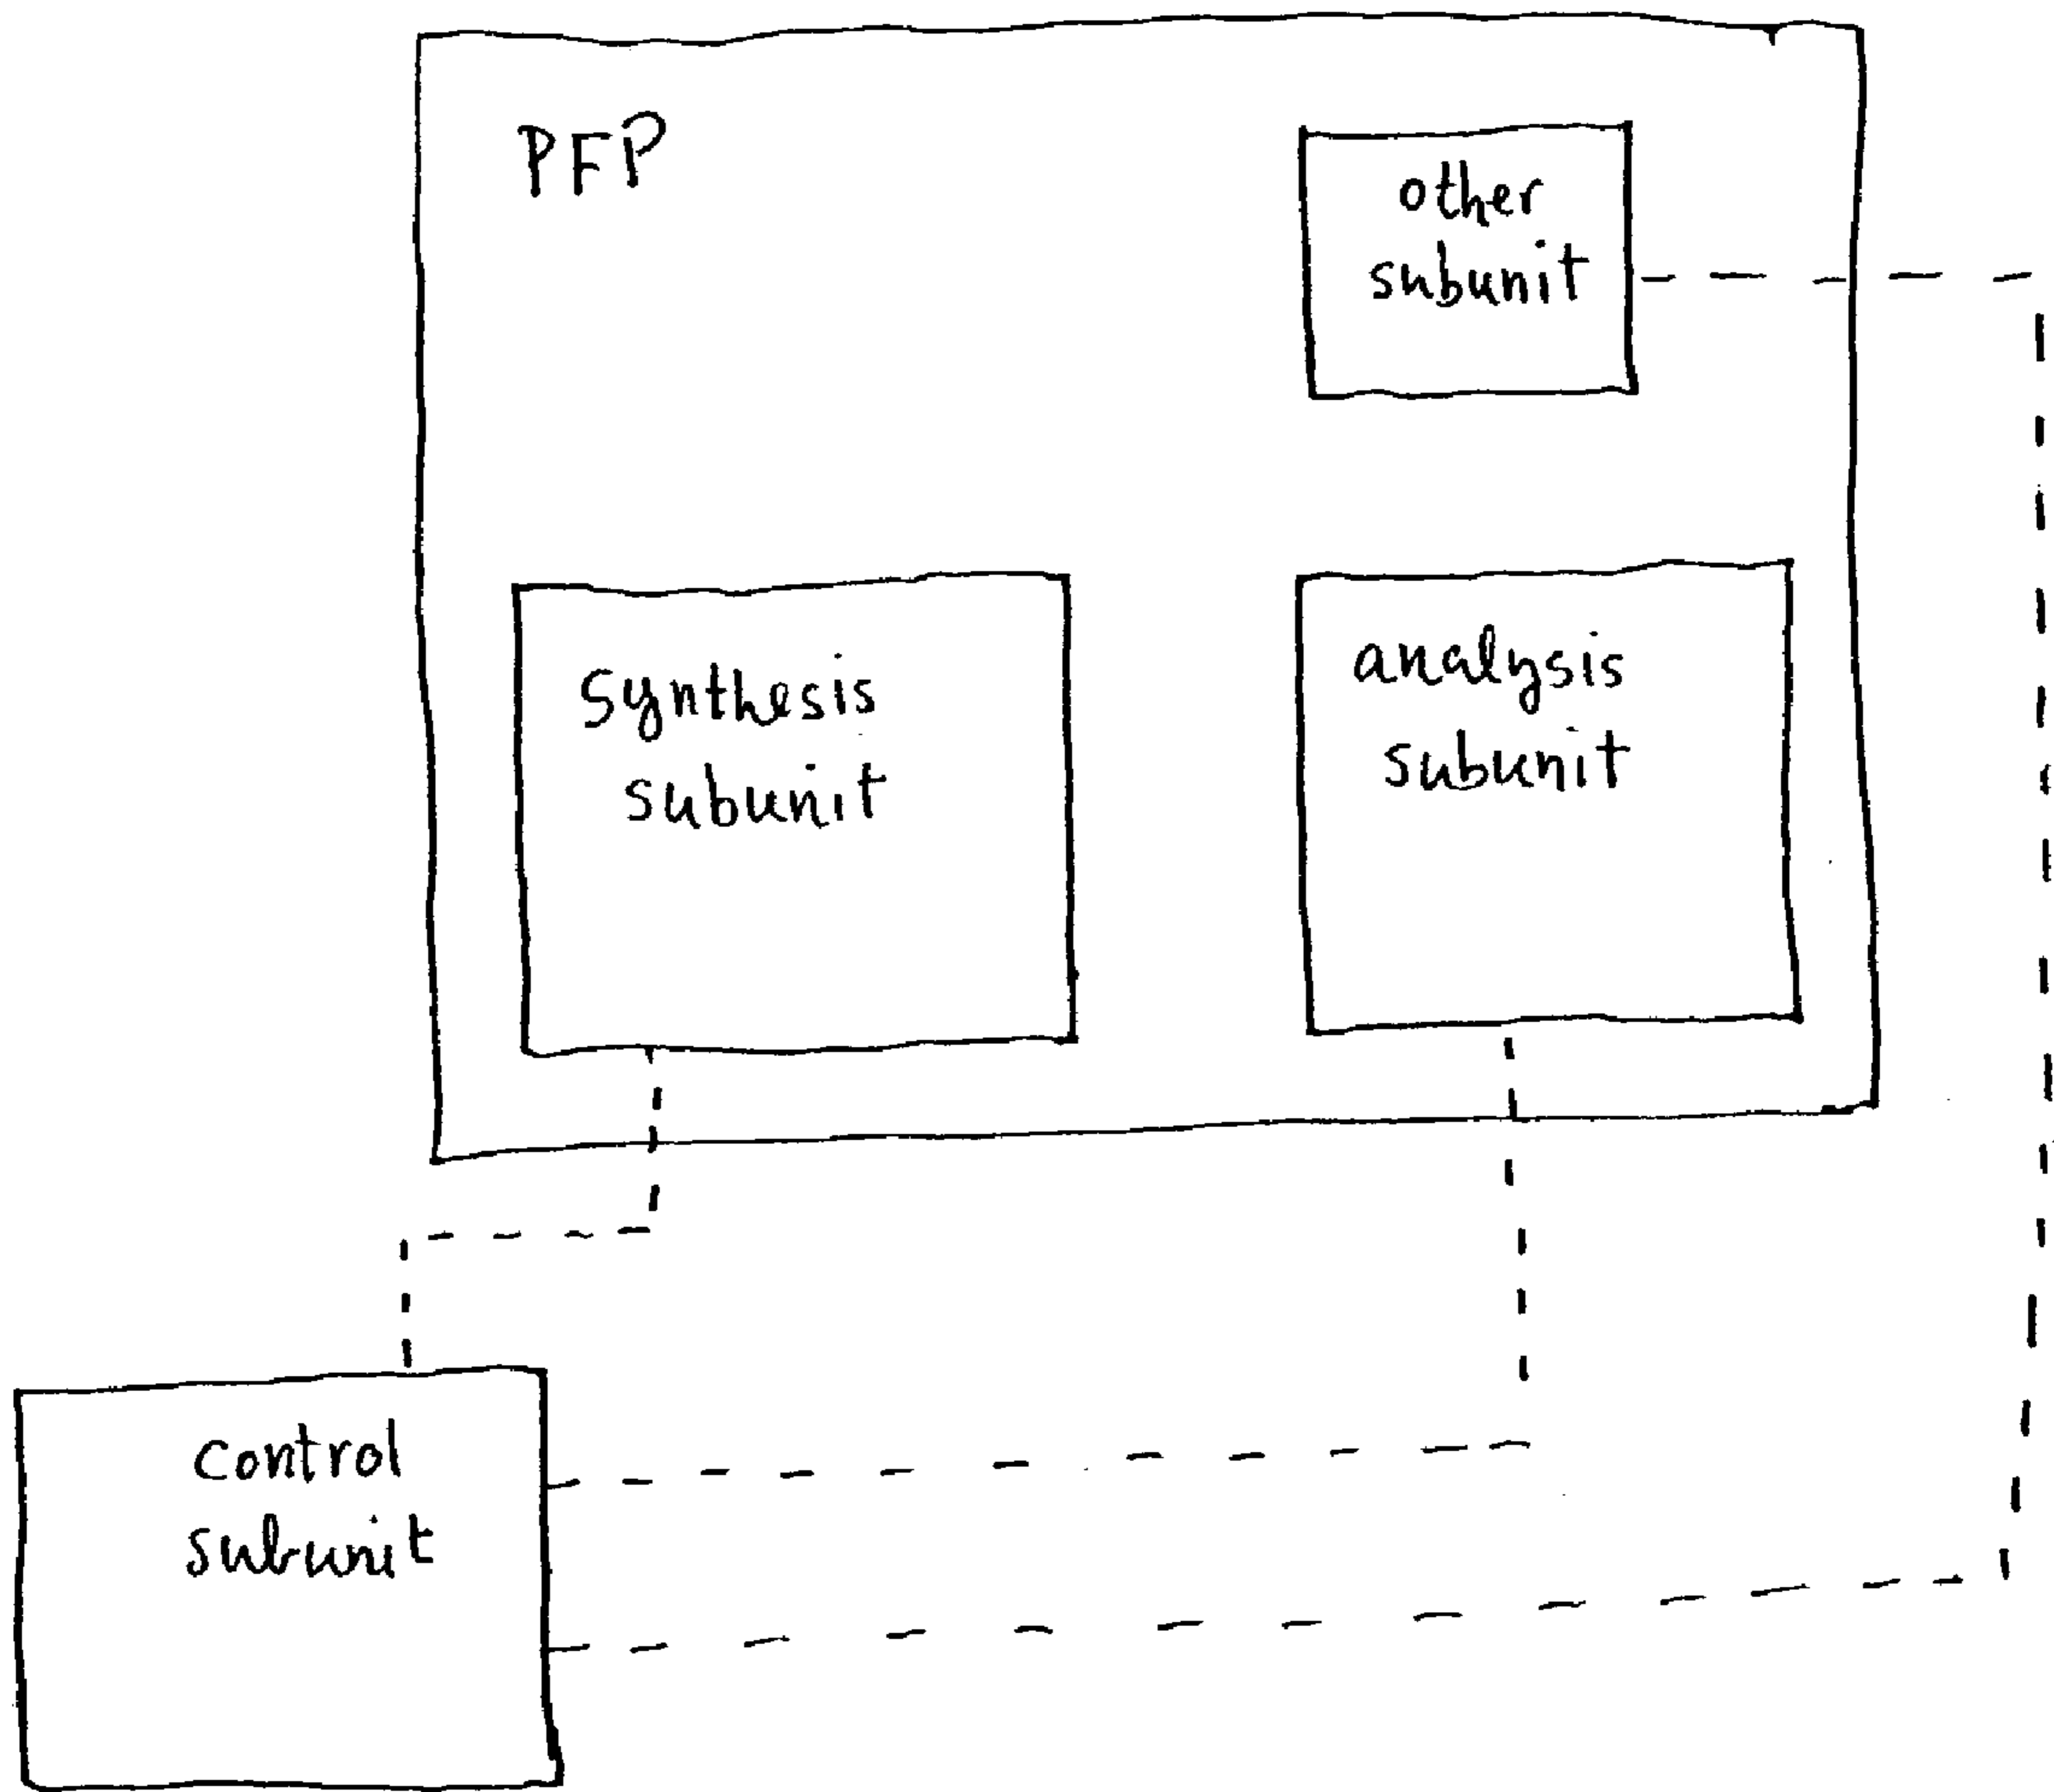 PFP
other
subunit
synthesis
subunit
analysis
subunit
control
subunit